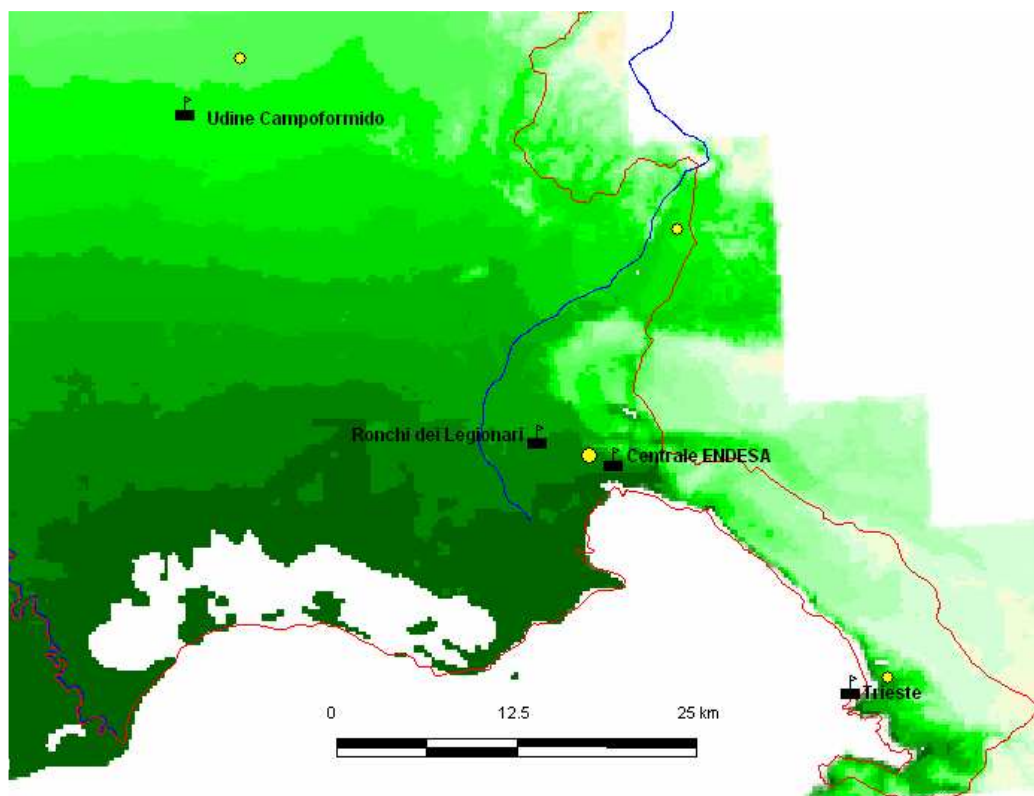 Udine Campoformido
Ronchi dei Legionari
Centrale ENDESA
Trieste
0 12.5 25 km